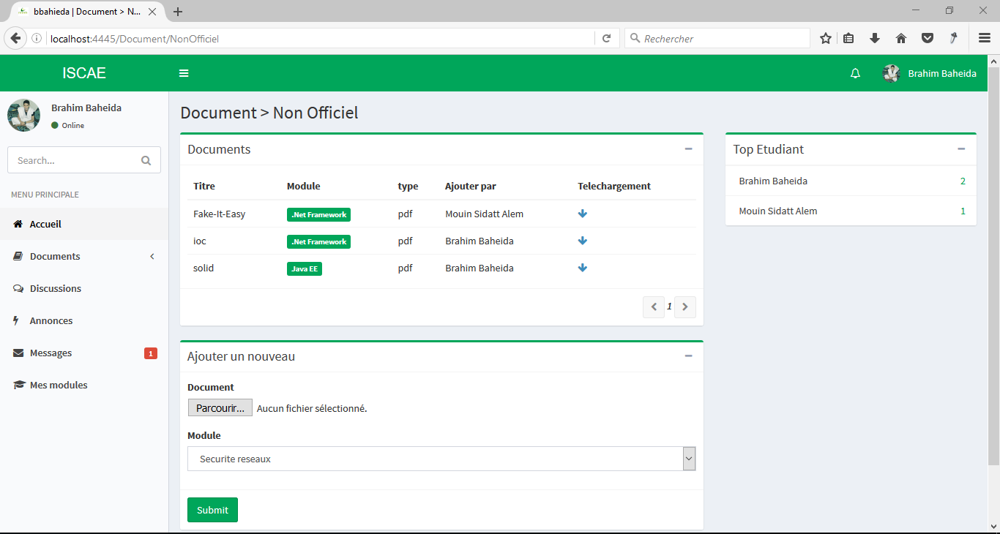 bbahieda | Document > N...
localhost:4445/Document/NonOfficiel
Rechercher
ISCAE
Brahim Baheida
Brahim Baheida
Online
Search...
MENU PRINCIPALE
Accueil
Documents
Discussions
Annonces
Messages 1
Mes modules
Document > Non Officiel
Documents
Titre Module type Ajouter par Telechargement
Fake-It-Easy .Net Framework pdf Mouin Sidatt Alem
ioc .Net Framework pdf Brahim Baheida
solid Java EE pdf Brahim Baheida
1
Top Etudiant
Brahim Baheida 2
Mouin Sidatt Alem 1
Ajouter un nouveau
Document
Parcourir... Aucun fichier sélectionné.
Module
Securite reseaux
Submit